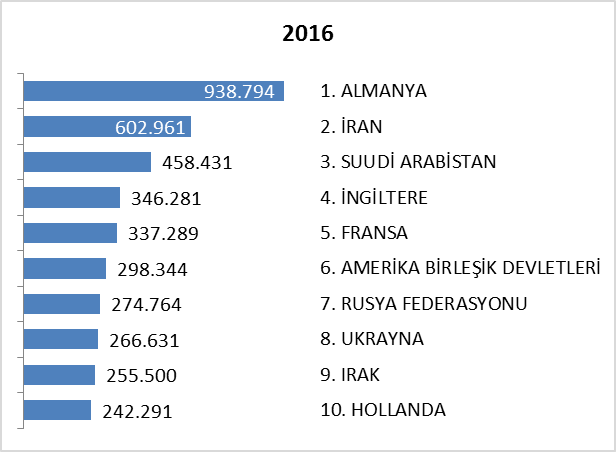 2016
938.794 1. ALMANYA
602.961 2. İRAN
458.431 3. SUUDİ ARABİSTAN
346.281 4. İNGİLTERE
337.289 5. FRANSA
298.344 6. AMERİKA BİRLEŞİK DEVLETLERİ
274.764 7. RUSYA FEDERASYONU
266.631 8. UKRAYNA
255.500 9. IRAK
242.291 10. HOLLANDA